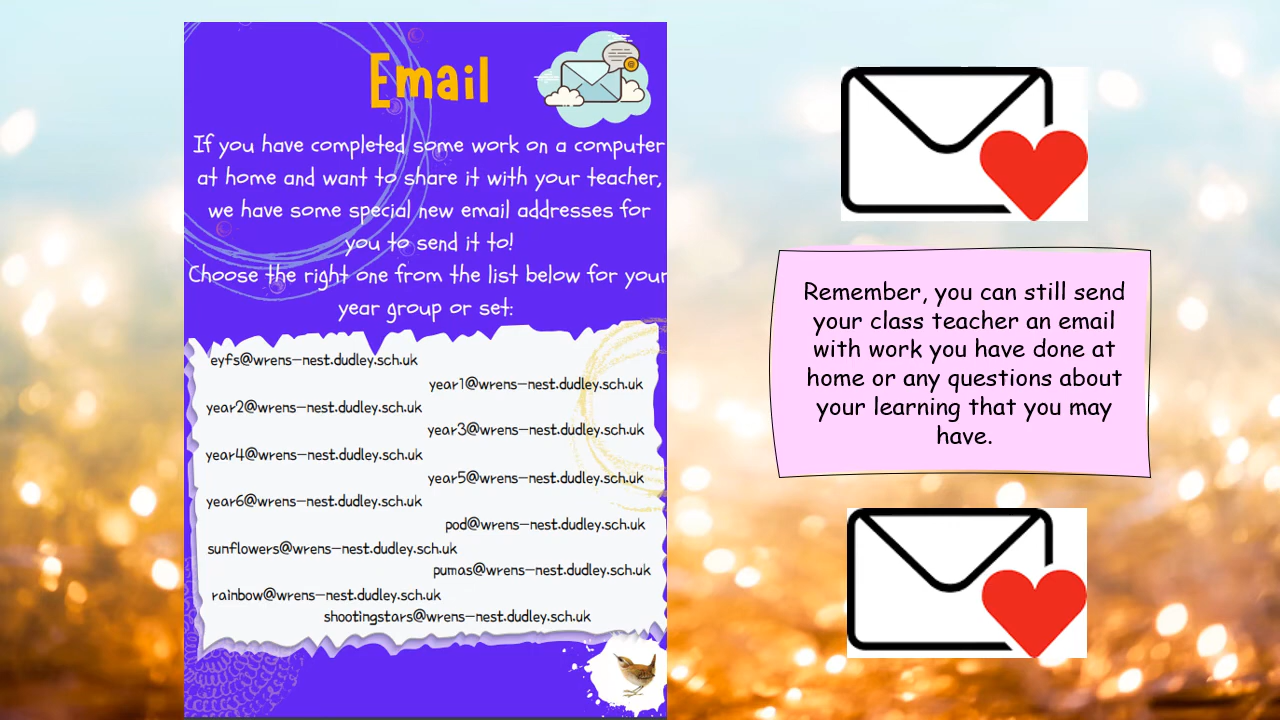 Email
If you have completed some work on a computer
at home and want to share it with your teacher,
we have some special new email addresses for
you to send it to!
Choose the right one from the list below for your
year group or set:
eyfs@wrens-nest.dudley.sch.uk
year1@wrens-nest.dudley.sch.uk
year2@wrens-nest.dudley.sch.uk
year3@wrens-nest.dudley.sch.uk
year4@wrens-nest.dudley.sch.uk
year5@wrens-nest.dudley.sch.uk
year6@wrens-nest.dudley.sch.uk
pod@wrens-nest.dudley.sch.uk
sunflowers@wrens-nest.dudley.sch.uk
pumas@wrens-nest.dudley.sch.uk
rainbow@wrens-nest.dudley.sch.uk
shootingstars@wrens-nest.dudley.sch.uk
Remember, you can still send
your class teacher an email
with work you have done at
home or any questions about
your learning that you may
have.